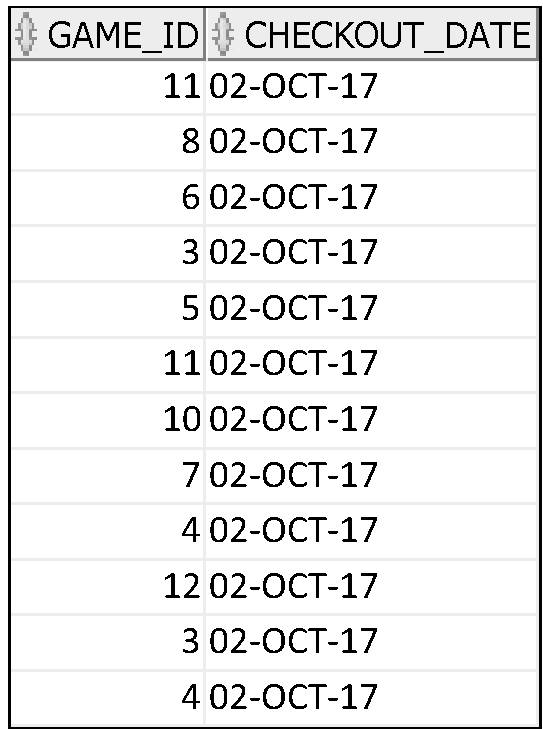 GAME_ID CHECKOUT_DATE
11 02-OCT-17
8 02-OCT-17
6 02-OCT-17
3 02-OCT-17
5 02-OCT-17
11 02-OCT-17
10 02-OCT-17
7 02-OCT-17
4 02-OCT-17
12 02-OCT-17
3 02-OCT-17
4 02-OCT-17